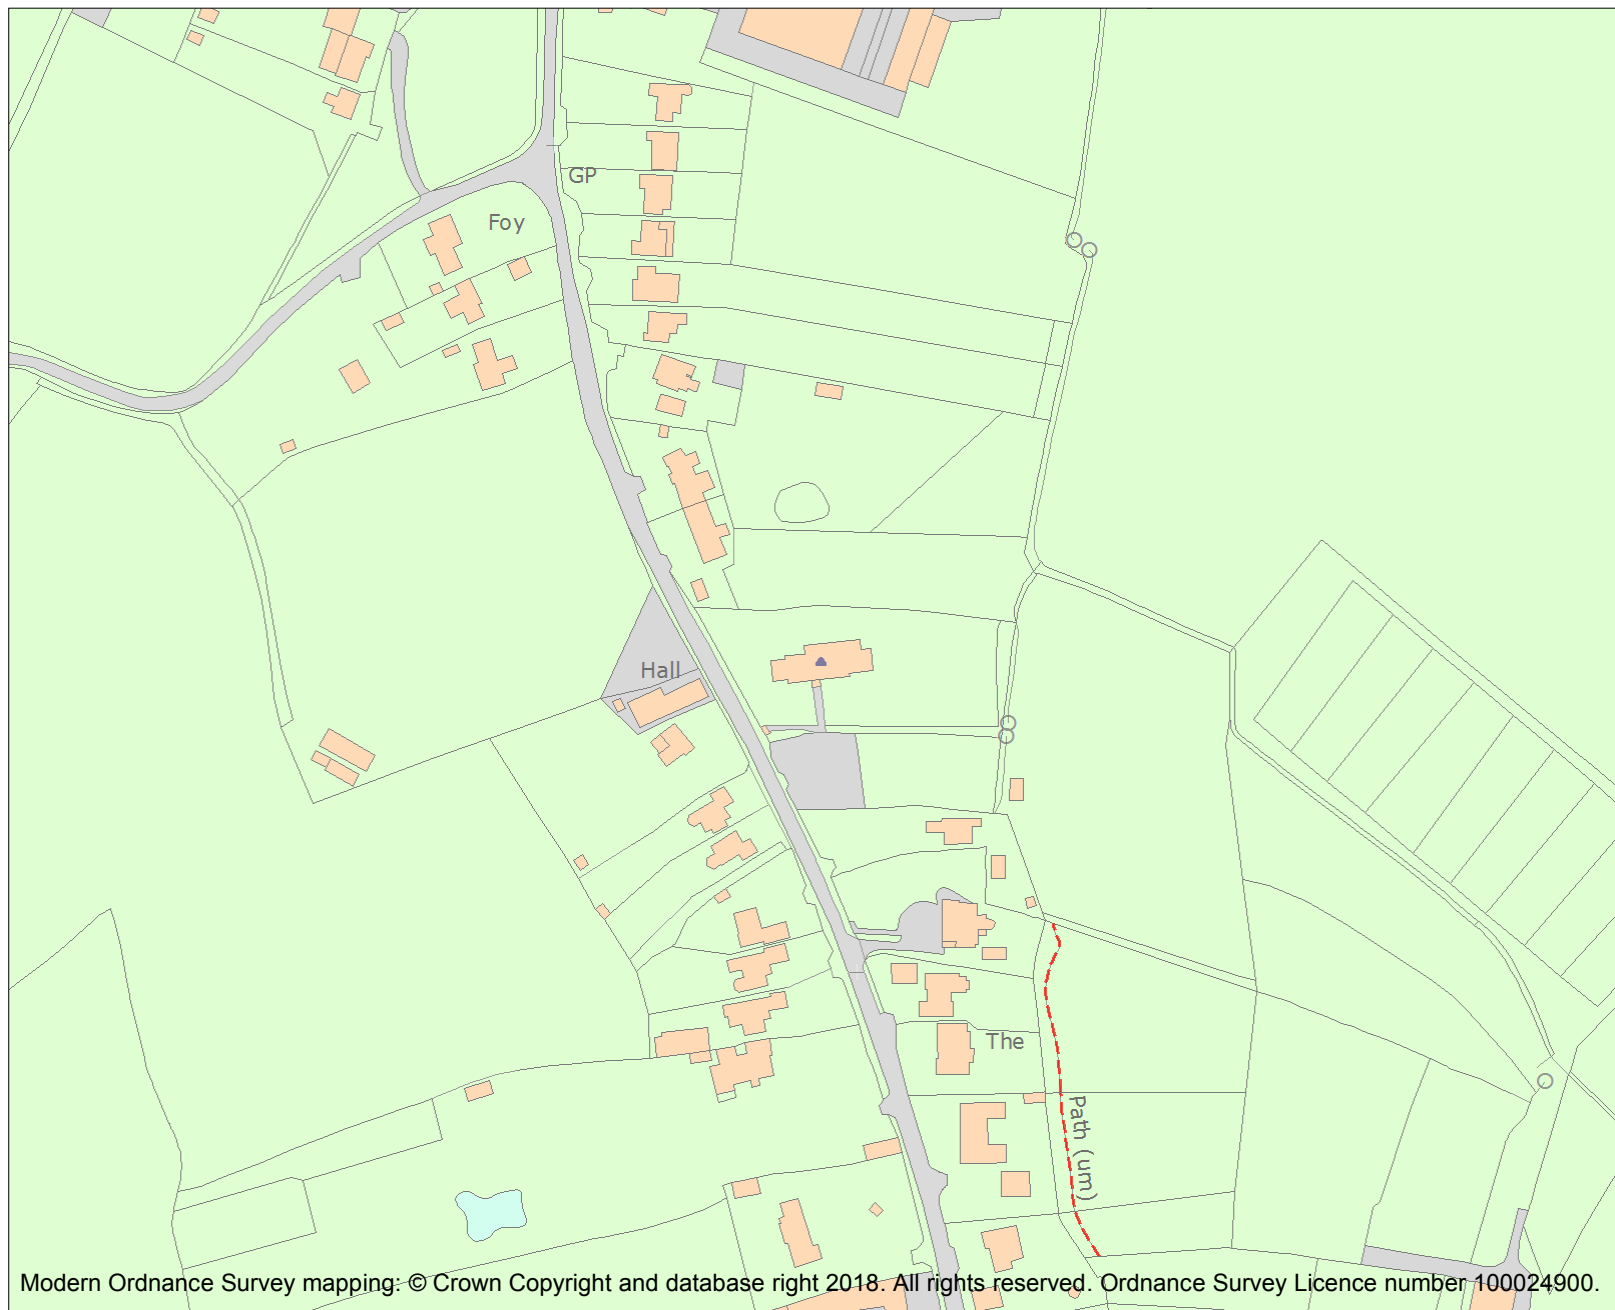 GP
Foy
Hall
The
Path (um)
Modern Ordnance Survey mapping: © Crown Copyright and database right 2018. All rights reserved. Ordnance Survey Licence number 100024900.